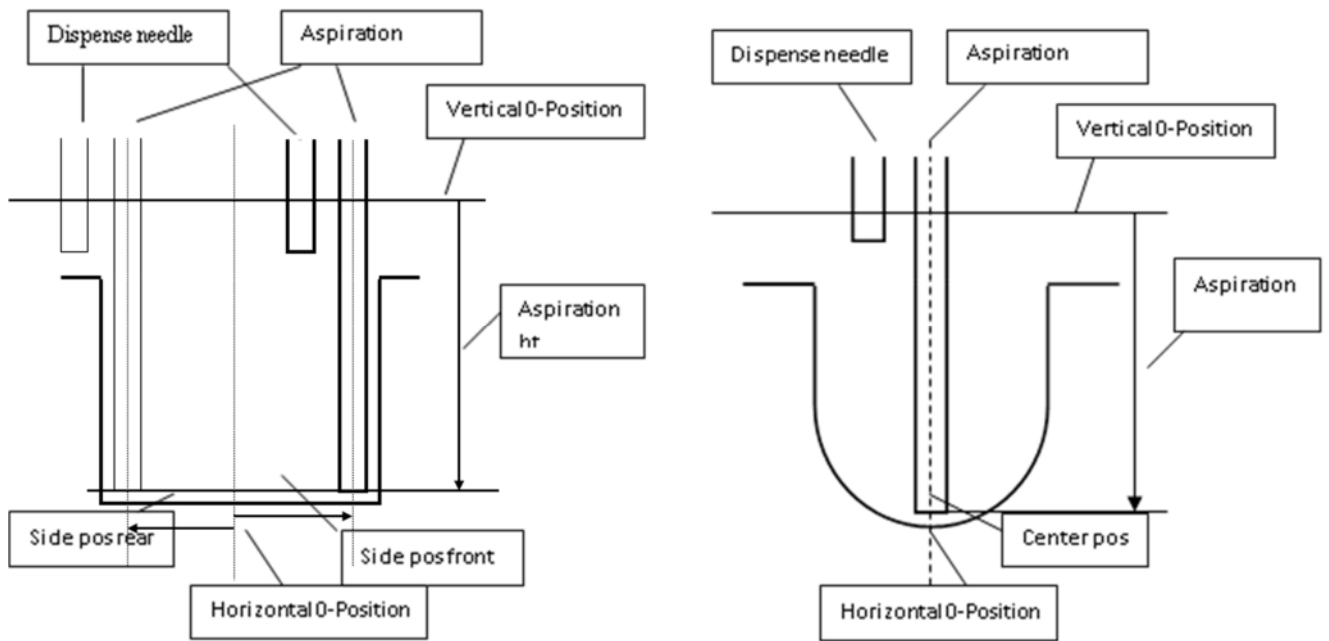 Dispense needle
Aspiration
Vertical 0-Position
Aspiration
ht
Side pos rear
Side pos front
Horizontal 0-Position
Dispense needle
Aspiration
Vertical 0-Position
Aspiration
Center pos
Horizontal 0-Position